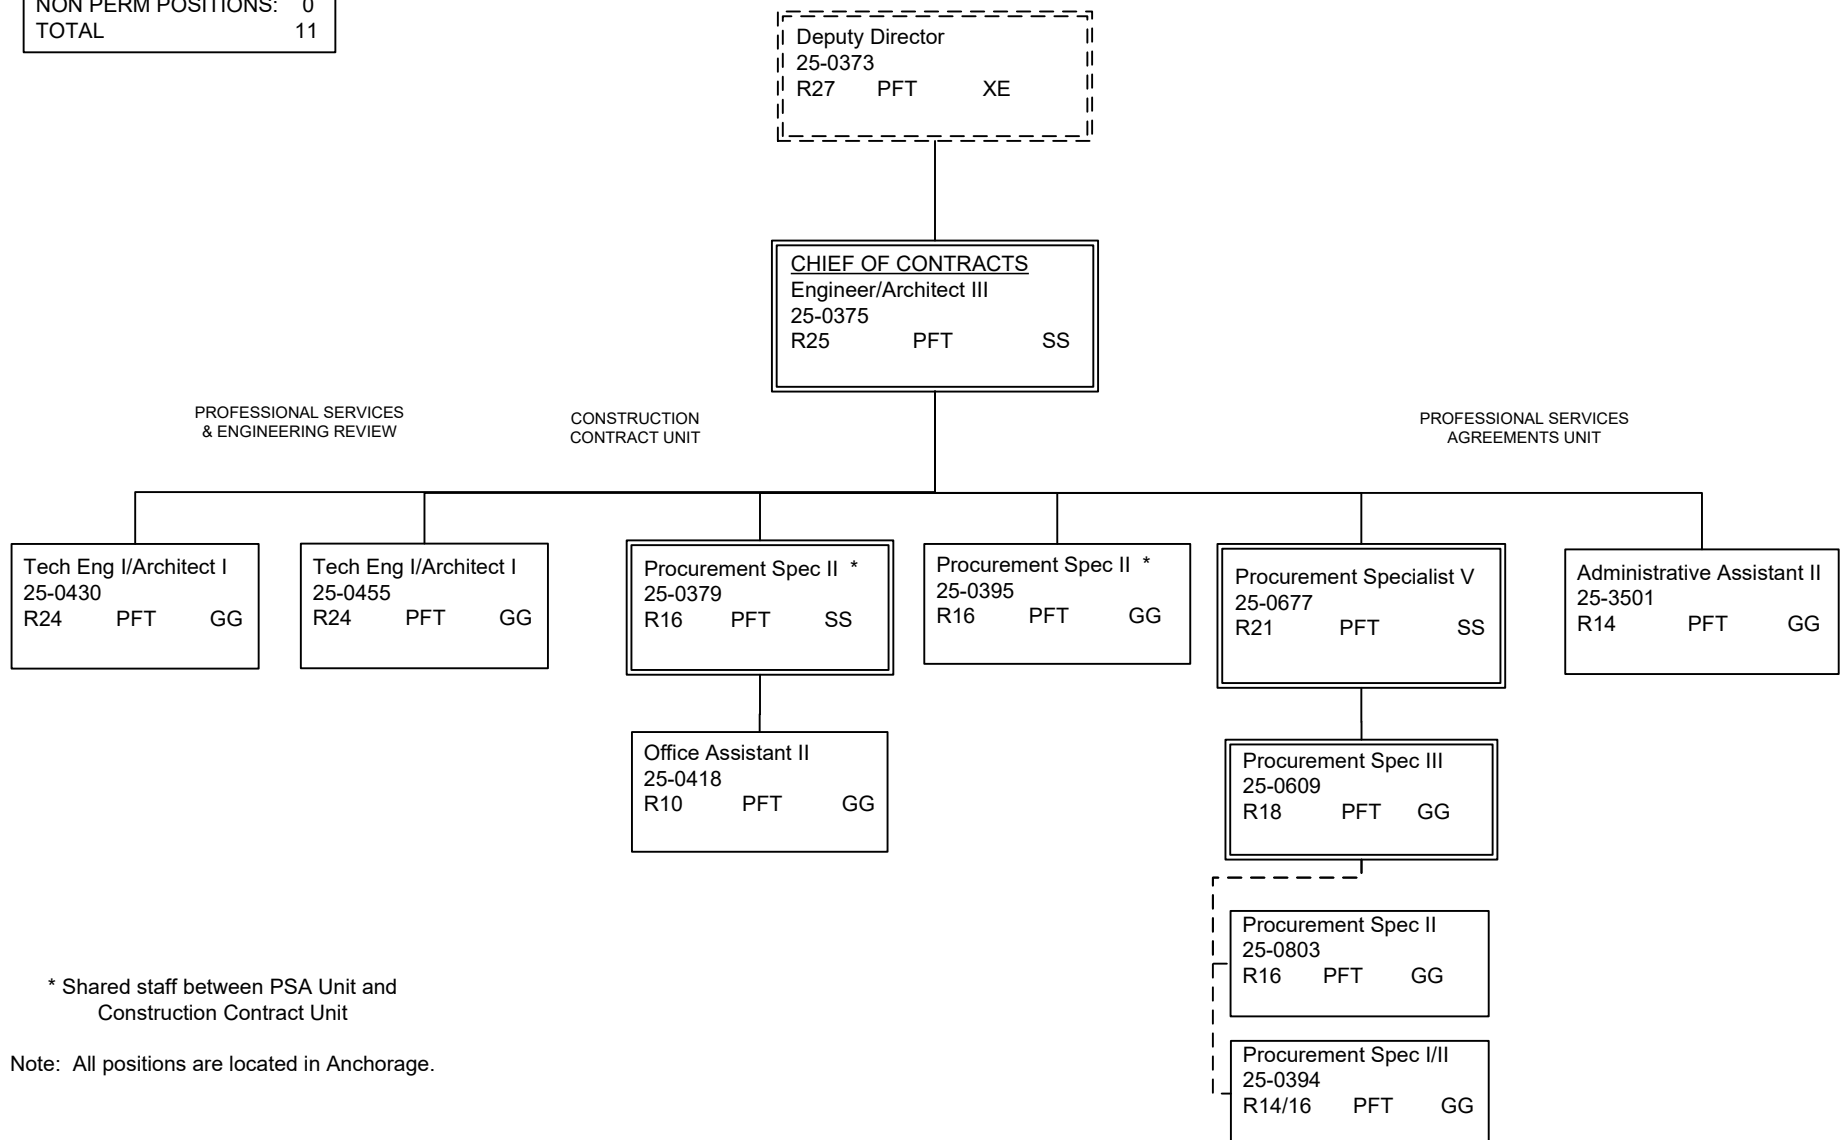 NON PERM POSITIONS: 0
TOTAL 11
Deputy Director
25-0373
R27 PFT XE
CHIEF OF CONTRACTS
Engineer/Architect III
25-0375
R25 PFT SS
PROFESSIONAL SERVICES
& ENGINEERING REVIEW
CONSTRUCTION
CONTRACT UNIT
PROFESSIONAL SERVICES
AGREEMENTS UNIT
Tech Eng I/Architect I
25-0430
R24 PFT GG
Tech Eng I/Architect I
25-0455
R24 PFT GG
Procurement Spec II *
25-0379
R16 PFT SS
Procurement Spec II *
25-0395
R16 PFT GG
Procurement Specialist V
25-0677
R21 PFT SS
Administrative Assistant II
25-3501
R14 PFT GG
Office Assistant II
25-0418
R10 PFT GG
Procurement Spec III
25-0609
R18 PFT GG
Procurement Spec II
25-0803
R16 PFT GG
Procurement Spec I/II
25-0394
R14/16 PFT GG
* Shared staff between PSA Unit and
Construction Contract Unit
Note: All positions are located in Anchorage.